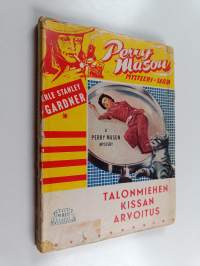 Perry Mason
MYSTEERI-SARJA
ERLE STANLEY
GARDNER
A
PERRY MASON
MYSTERY
TALONMIEHEN
KISSAN
ARVOITUS